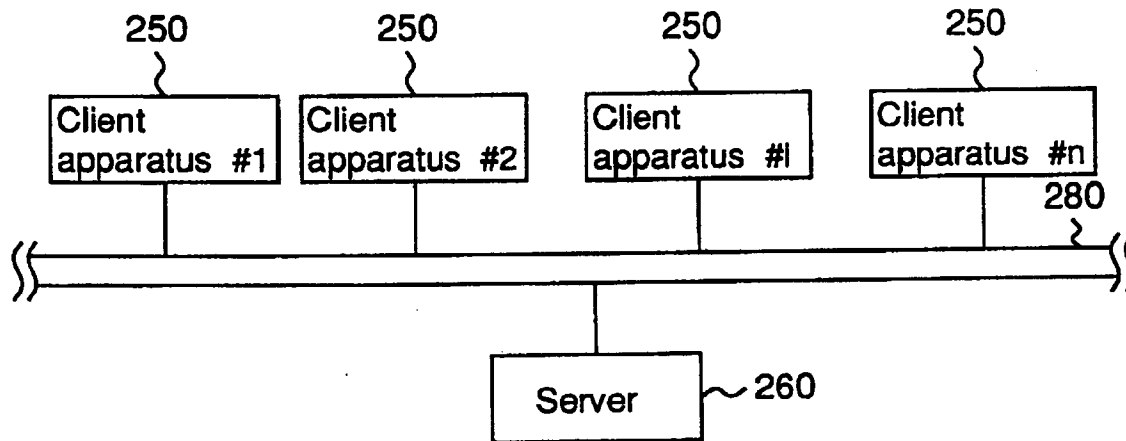 250 250 250 250
Client apparatus #1
Client apparatus #2
Client apparatus #i
Client apparatus #n
280
Server
260